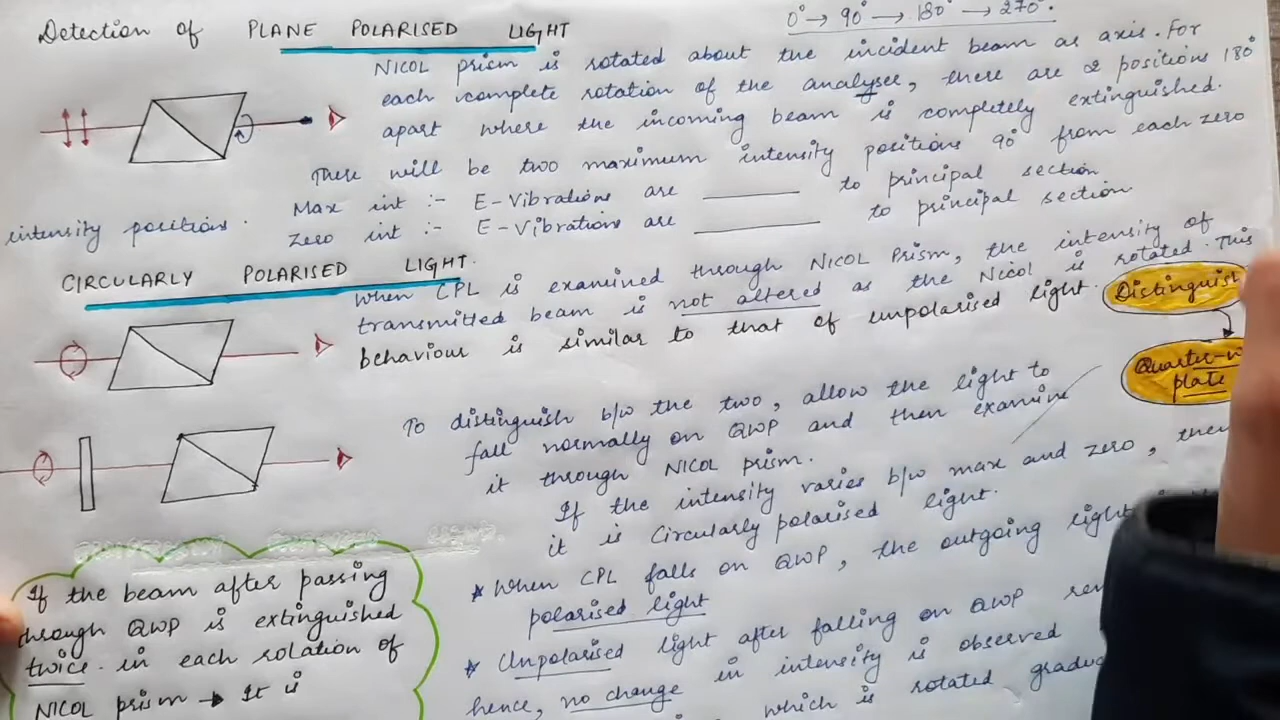 0° → 90° → 180° → 270°.
Detection of PLANE POLARISED LIGHT
NICOL prism is rotated about the incident beam as axis. For
each complete rotation of the analyser, there are 2 positions 180°
apart where the incoming beam is completely extinguished.
There will be two maximum intensity positions 90° from each zero
intensity positions.
Max int :- E-Vibrations are ______ to principal section
Zero int :- E-Vibrations are ______ to principal section
CIRCULARLY POLARISED LIGHT.
When CPL is examined through NICOL Prism, the intensity of
transmitted beam is not altered as the Nicol is rotated. This
behaviour is similar to that of unpolarised light.
Distinguish
Quarter-
plate
To distinguish b/w the two, allow the light to
fall normally on QWP and then examine
it through NICOL prism.
If the intensity varies b/w max and zero, then
it is Circularly polarised light.
* When CPL falls on QWP, the outgoing light
polarised light
* Unpolarised light after falling on QWP
hence, no change in intensity is observed
which is rotated
If the beam after passing
through QWP is extinguished
twice in each rotation of
NICOL prism → It is